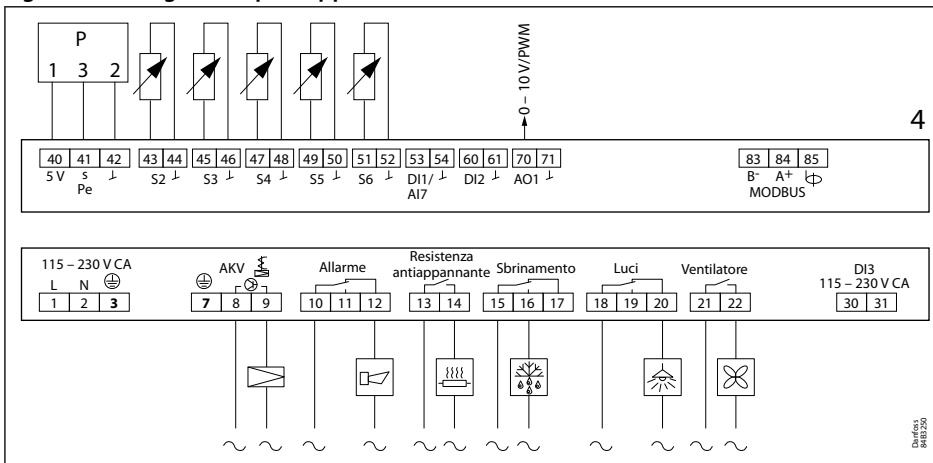 P
1 3 2
0 – 10 V/PWM
4
40 41 42 43 44 45 46 47 48 49 50 51 52 53 54 60 61 70 71 83 84 85
5 V s S2 S3 S4 S5 S6 DI1/ DI2 AO1 B- A+
Pe AI7 MODBUS
115 – 230 V CA AKV Allarme Resistenza antiappannante Sbrinamento Luci Ventilatore DI3
115 – 230 V CA
L N
1 2 3 7 8 9 10 11 12 13 14 15 16 17 18 19 20 21 22 30 31
Danfoss
84B3250